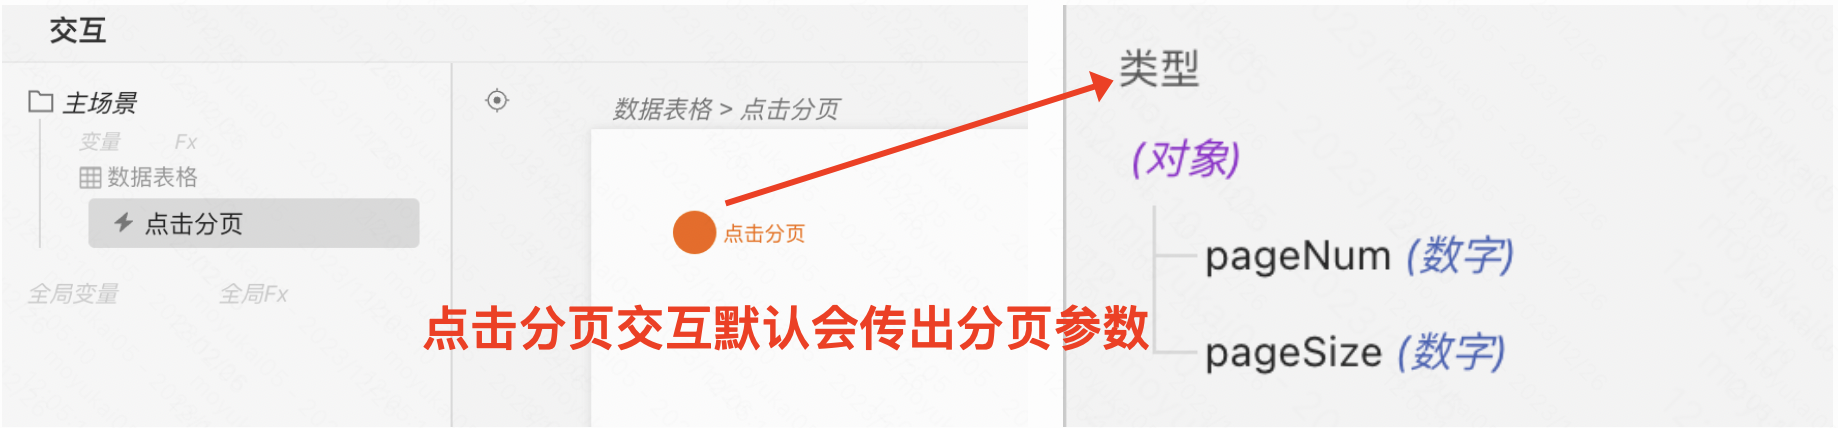 交互
主场景
变量 Fx
数据表格
点击分页
全局变量 全局Fx
数据表格 > 点击分页
点击分页
点击分页交互默认会传出分页参数
类型
(对象)
pageNum (数字)
pageSize (数字)